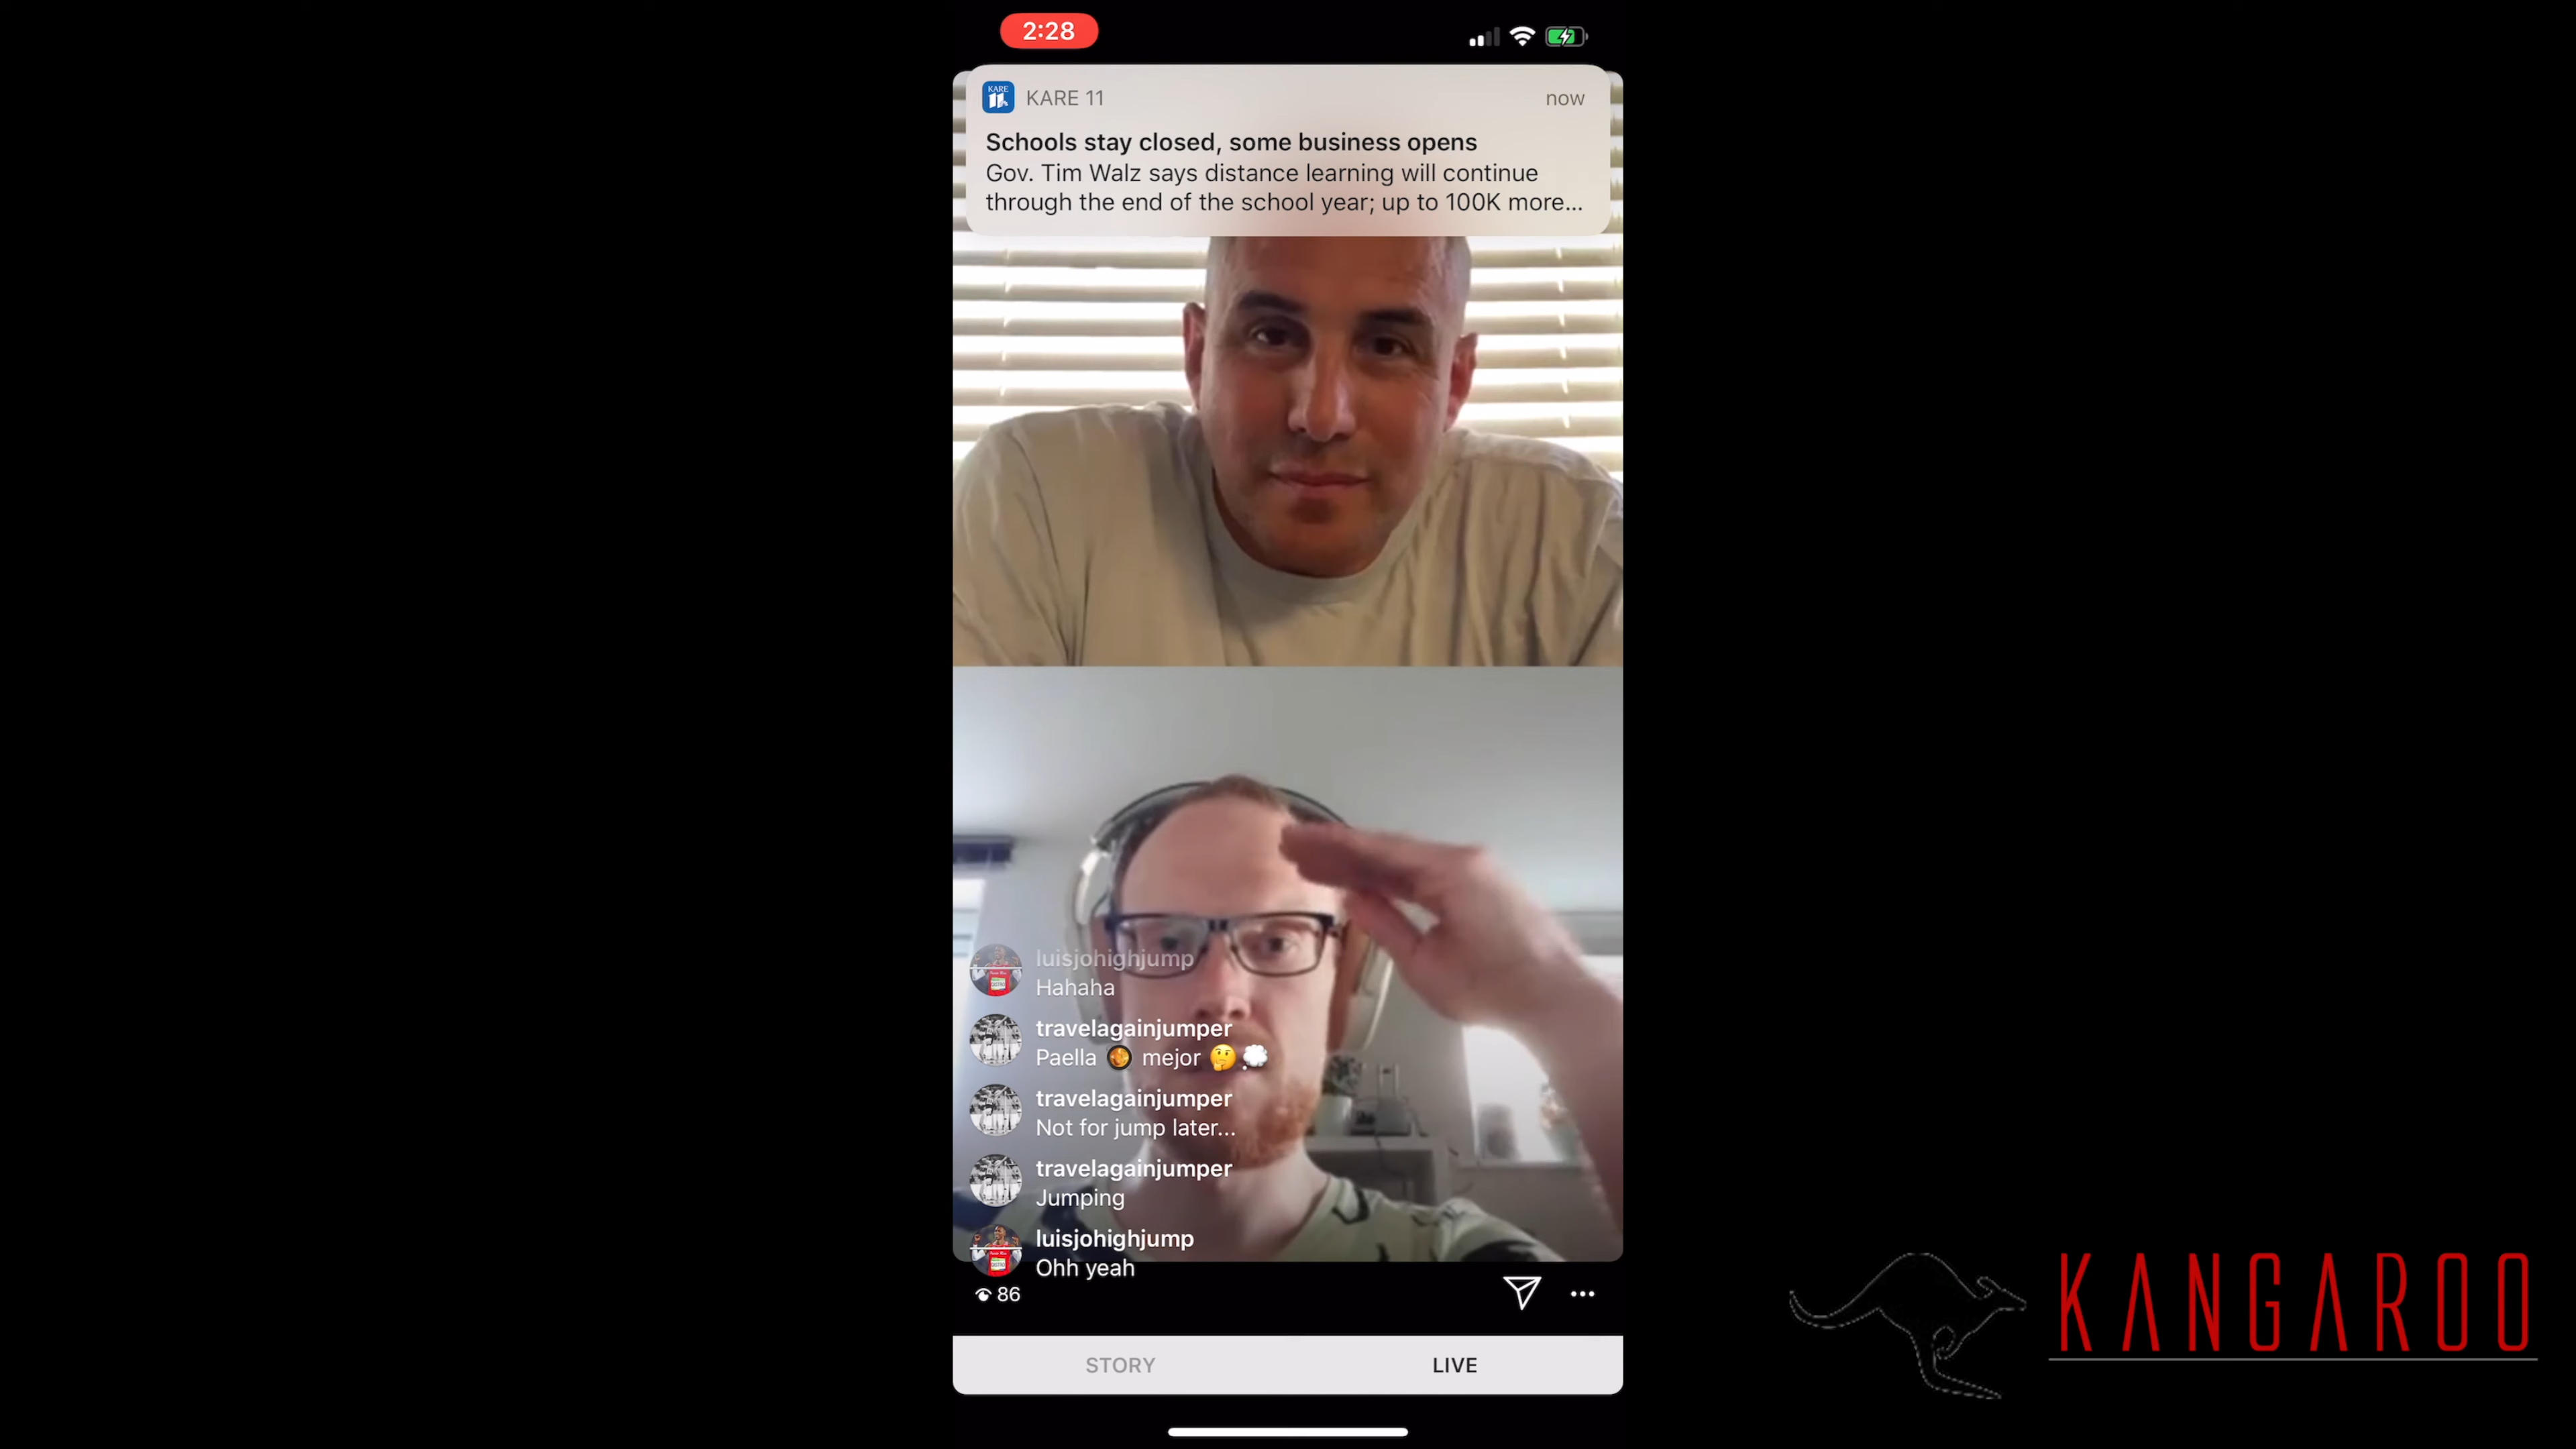 2:28
KARE 11
now
Schools stay closed, some business opens
Gov. Tim Walz says distance learning will continue
through the end of the school year; up to 100K more...
luisjohighjump
Hahaha
travelagainjumper
Paella 🥘 mejor 🤔💭
travelagainjumper
Not for jump later...
travelagainjumper
Jumping
luisjohighjump
Ohh yeah
86
STORY
LIVE
KANGAROO